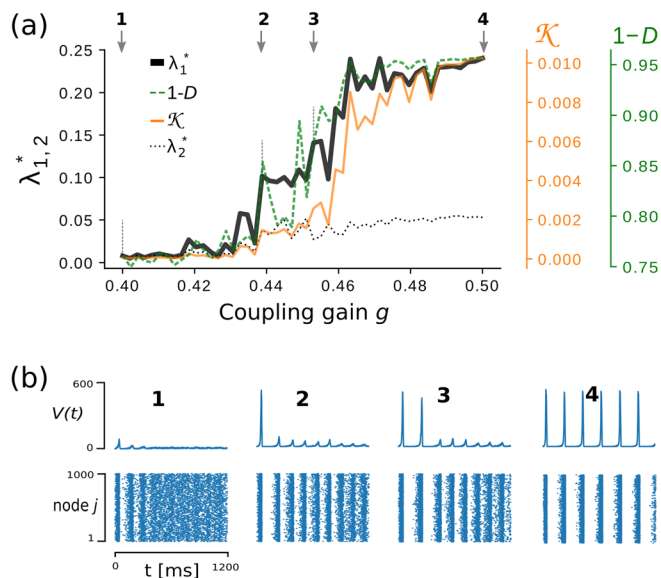 (a)
1 2 3 4
𝒦 1−D
λ*1, 2
0.25
0.20
0.15
0.10
0.05
0.00
λ1*
1-D
𝒦
λ2*
0.010
0.008
0.006
0.004
0.002
0.000
0.95
0.90
0.85
0.80
0.75
0.40 0.42 0.44 0.46 0.48 0.50
Coupling gain g
(b)
600
V(t)
0
1 2 3 4
1000
node j
1
0 1200
t [ms]